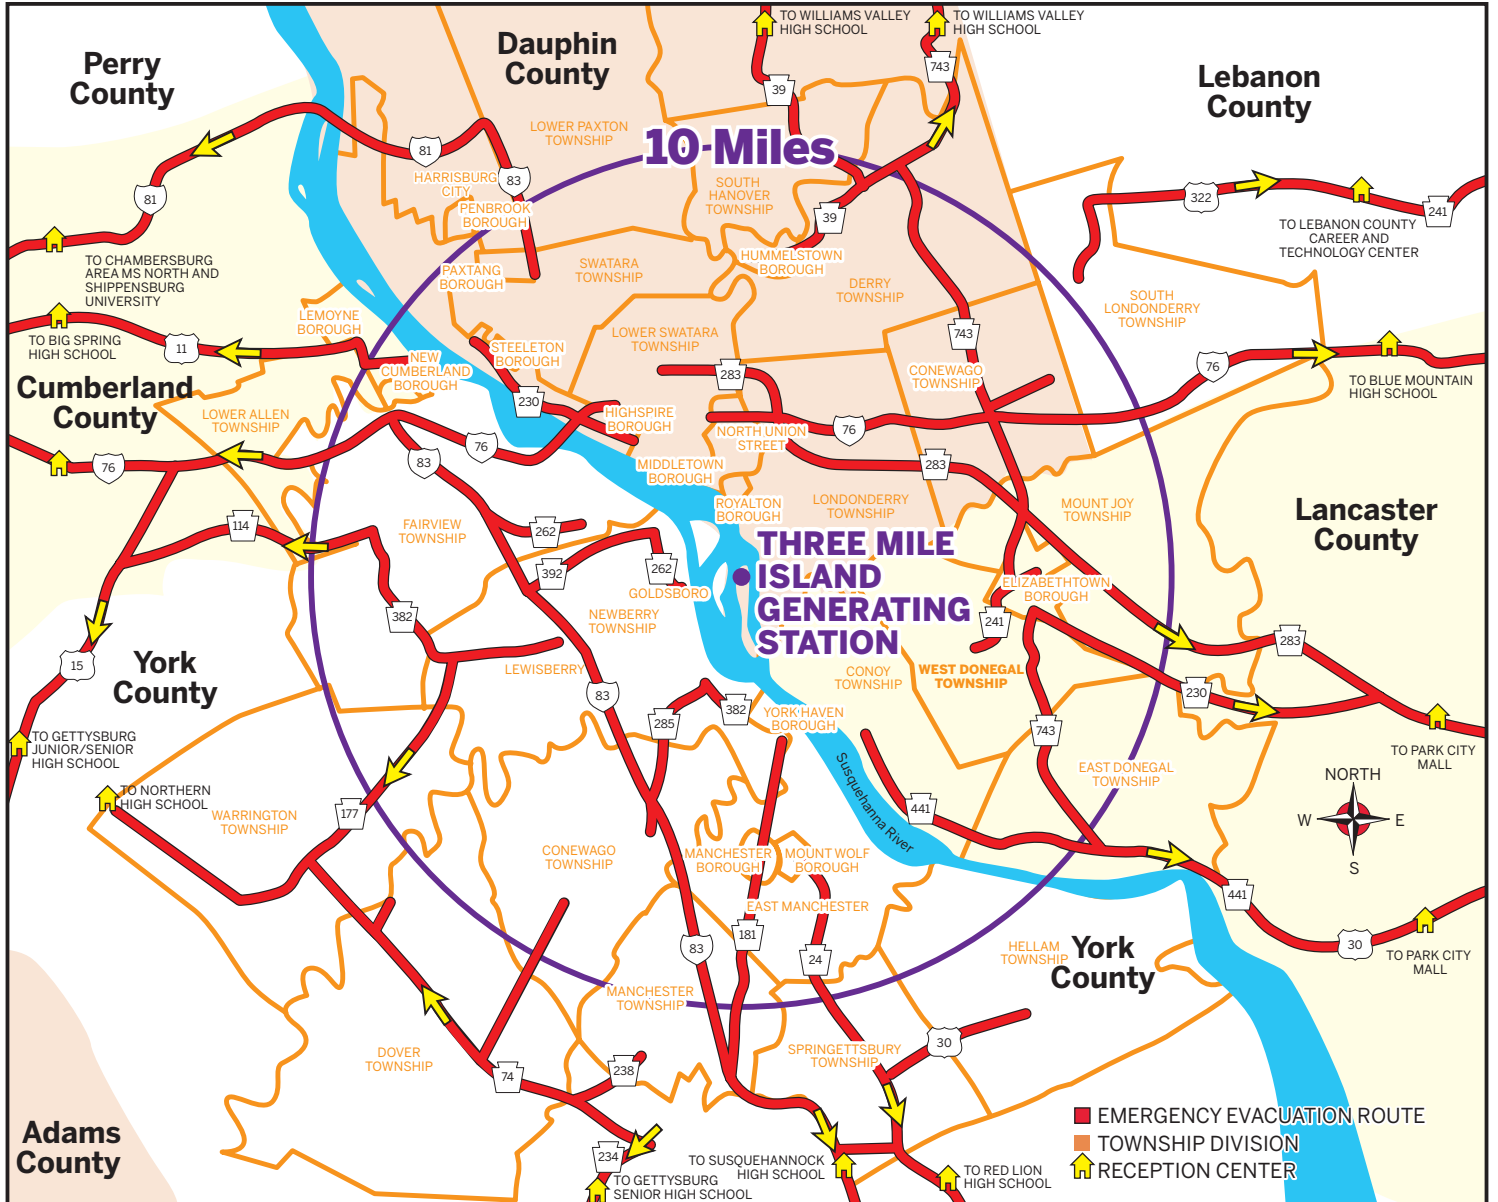 TO WILLIAMS VALLEY
HIGH SCHOOL
TO WILLIAMS VALLEY
HIGH SCHOOL
Perry
County
Dauphin
County
Lebanon
County
743
39
LOWER PAXTON
TOWNSHIP
10 Miles
81
83
HARRISBURG
CITY
SOUTH
HANOVER
TOWNSHIP
81
PENBROOK
BOROUGH
39
322
241
TO LEBANON COUNTY
CAREER AND
TECHNOLOGY CENTER
TO CHAMBERSBURG
AREA MS NORTH AND
SHIPPENSBURG
UNIVERSITY
PAXTANG
BOROUGH
SWATARA
TOWNSHIP
HUMMELSTOWN
BOROUGH
DERRY
TOWNSHIP
SOUTH
LONDONDERRY
TOWNSHIP
LEMOYNE
BOROUGH
TO BIG SPRING
HIGH SCHOOL
11
STEELETON
BOROUGH
LOWER SWATARA
TOWNSHIP
743
NEW
CUMBERLAND
BOROUGH
283
CONEWAGO
TOWNSHIP
76
TO BLUE MOUNTAIN
HIGH SCHOOL
Cumberland
County
LOWER ALLEN
TOWNSHIP
230
HIGHSPIRE
BOROUGH
NORTH UNION
STREET
76
76
83
76
MIDDLETOWN
BOROUGH
283
ROYALTON
BOROUGH
LONDONDERRY
TOWNSHIP
MOUNT JOY
TOWNSHIP
Lancaster
County
114
FAIRVIEW
TOWNSHIP
262
392
262
GOLDSBORO
THREE MILE
ISLAND
GENERATING
STATION
ELIZABETHTOWN
BOROUGH
382
NEWBERRY
TOWNSHIP
241
283
15
York
County
LEWISBERRY
CONOY
TOWNSHIP
WEST DONEGAL
TOWNSHIP
83
230
285
382
YORK HAVEN
BOROUGH
743
TO GETTYSBURG
JUNIOR/SENIOR
HIGH SCHOOL
TO PARK CITY
MALL
Susquehanna River
EAST DONEGAL
TOWNSHIP
NORTH
W
E
S
TO NORTHERN
HIGH SCHOOL
WARRINGTON
TOWNSHIP
177
441
CONEWAGO
TOWNSHIP
MANCHESTER
BOROUGH
MOUNT WOLF
BOROUGH
441
EAST MANCHESTER
83
181
24
HELLAM
TOWNSHIP
York
County
30
TO PARK CITY
MALL
MANCHESTER
TOWNSHIP
DOVER
TOWNSHIP
74
238
SPRINGETTSBURY
TOWNSHIP
30
EMERGENCY EVACUATION ROUTE
TOWNSHIP DIVISION
RECEPTION CENTER
Adams
County
234
TO GETTYSBURG
SENIOR HIGH SCHOOL
TO SUSQUEHANNOCK
HIGH SCHOOL
TO RED LION
HIGH SCHOOL